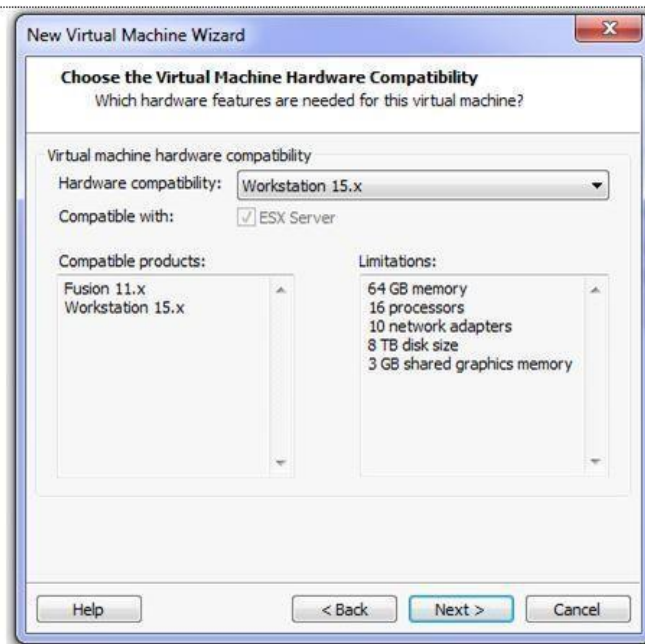 New Virtual Machine Wizard
Choose the Virtual Machine Hardware Compatibility
Which hardware features are needed for this virtual machine?
Virtual machine hardware compatibility
Hardware compatibility: Workstation 15.x
Compatible with: ESX Server
Compatible products:
Fusion 11.x
Workstation 15.x
Limitations:
64 GB memory
16 processors
10 network adapters
8 TB disk size
3 GB shared graphics memory
Help < Back Next > Cancel